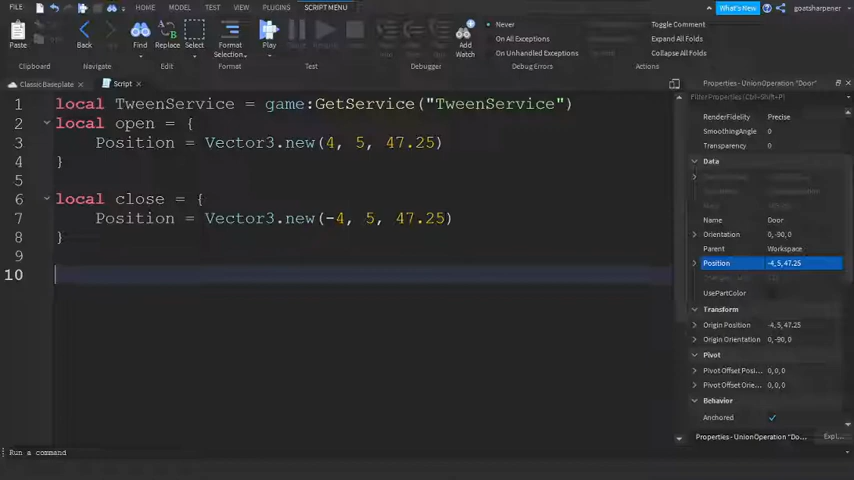 FILE HOME MODEL TEST VIEW PLUGINS SCRIPT MENU What's New goatsharpener
Paste Back Find Replace Select Format Selection... Play Add Watch
Never
On All Exceptions
On Unhandled Exceptions
Toggle Comment
Expand All Folds
Collapse All Folds
Clipboard Navigate Edit Format Test Debugger Debug Errors Actions
Classic Baseplate Script
Properties - UnionOperation "Door"
1 local TweenService = game:GetService("TweenService")
2 local open = {
3 Position = Vector3.new(4, 5, 47.25)
4 }
5
6 local close = {
7 Position = Vector3.new(-4, 5, 47.25)
8 }
9
10
Filter Properties (Ctrl+Shift+P)
RenderFidelity Precise
SmoothingAngle 0
Transparency 0
Data
Name Door
Orientation 0, -90, 0
Parent Workspace
Position -4, 5, 47.25
UsePartColor
Transform
Origin Position -4, 5, 47.25
Origin Orientation 0, -90, 0
Pivot
Pivot Offset Posi... 0, 0, 0
Pivot Offset Orie... 0, 0, 0
Behavior
Anchored
Properties - UnionOperation "Do... Expl...
Run a command